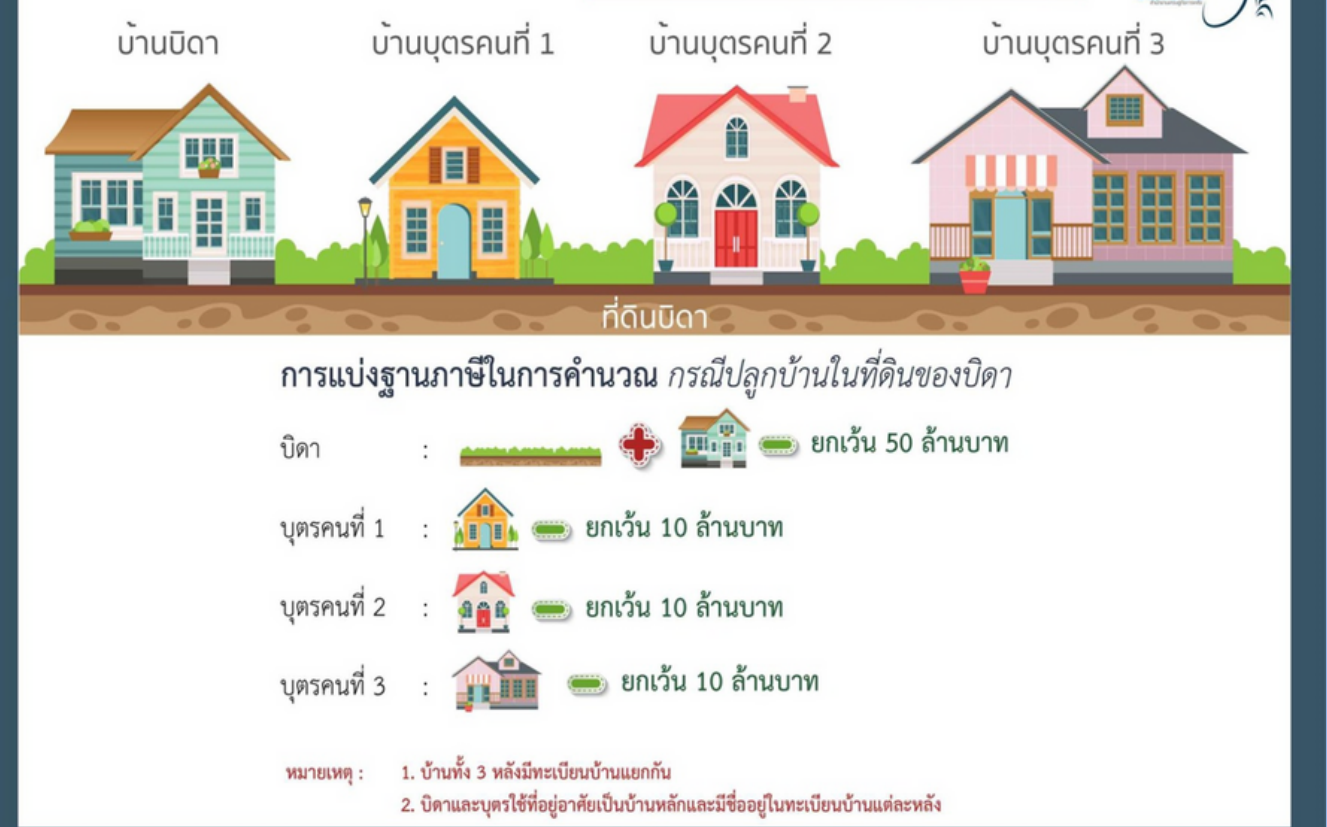 บ้านบิดา บ้านบุตรคนที่ 1 บ้านบุตรคนที่ 2 บ้านบุตรคนที่ 3
ที่ดินบิดา
การแบ่งฐานภาษีในการคำนวณ กรณีปลูกบ้านในที่ดินของบิดา
บิดา : ยกเว้น 50 ล้านบาท
บุตรคนที่ 1 : ยกเว้น 10 ล้านบาท
บุตรคนที่ 2 : ยกเว้น 10 ล้านบาท
บุตรคนที่ 3 : ยกเว้น 10 ล้านบาท
หมายเหตุ : 1. บ้านทั้ง 3 หลังมีทะเบียนบ้านแยกกัน
2. บิดาและบุตรใช้ที่อยู่อาศัยเป็นบ้านหลักและมีชื่ออยู่ในทะเบียนบ้านแต่ละหลัง